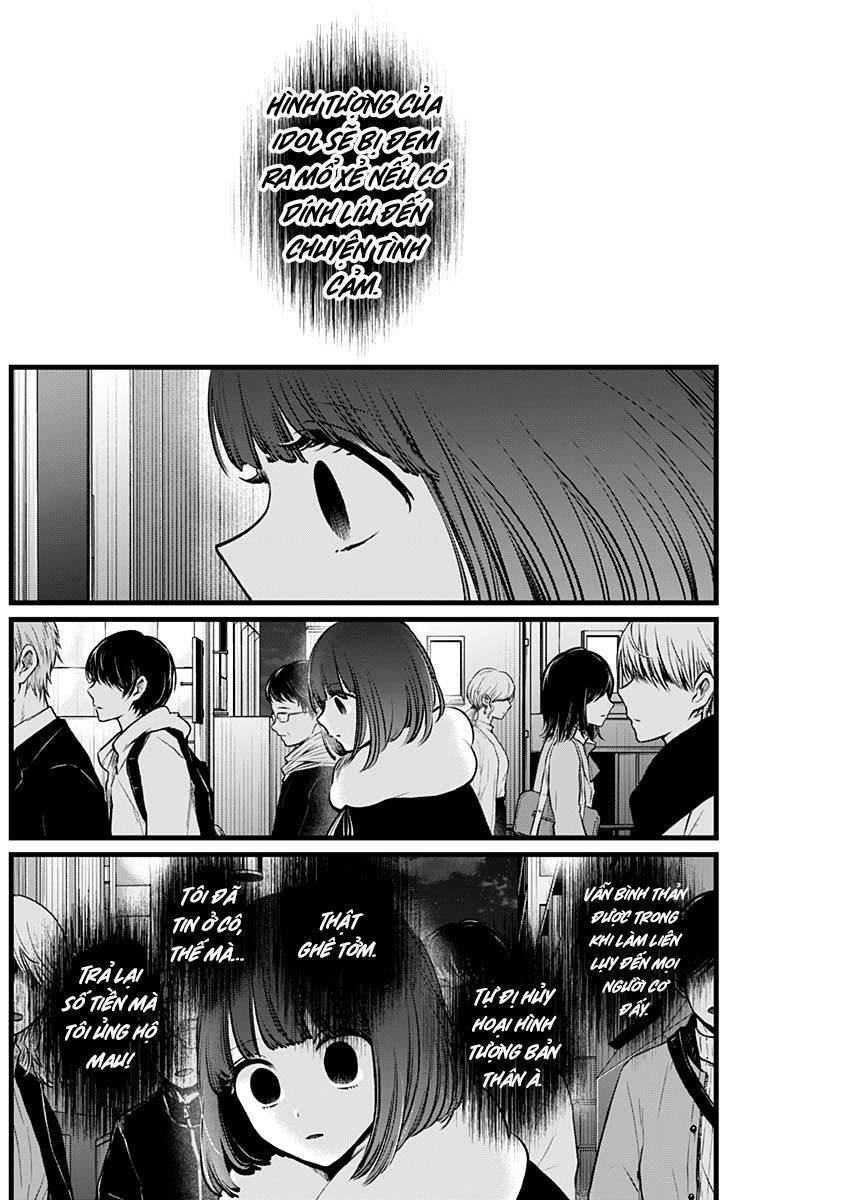 HÌNH TƯỢNG CỦA
IDOL SẼ BỊ ĐEM
RA MỔ XẺ NẾU CÓ
DÍNH LÍU ĐẾN
CHUYỆN TÌNH
CẢM.
VẪN BÌNH THẢN
ĐƯỢC TRONG
KHI LÀM LIÊN
LỤY ĐẾN MỌI
NGƯỜI CƠ
ĐẤY.
TỰ ĐỊ HỦY
HOẠI HÌNH
TƯỢNG BẢN
THÂN À.
THẬT
GHÊ TỞM.
TÔI ĐÃ
TIN Ở CÔ,
THẾ MÀ...
TRẢ LẠI
SỐ TIỀN MÀ
TÔI ỦNG HỘ
MAU!